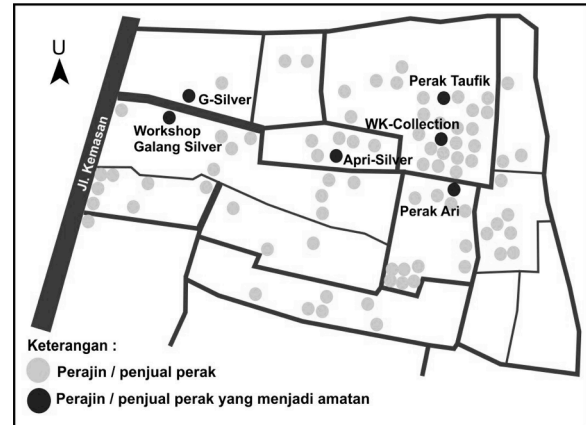 U
G-Silver
Perak Taufik
Workshop
Galang Silver
WK-Collection
Apri-Silver
Perak Ari
Jl. Kemasan
Keterangan :
Perajin / penjual perak
Perajin / penjual perak yang menjadi amatan